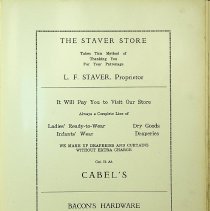 THE STAVER STORE
Takes This Method of
Thanking You
For Your Patronage
L. F. STAVER, Proprietor
It Will Pay You to Visit Our Store
Always a Complete Line of
Ladies' Ready-to-Wear Dry Goods
Infants' Wear Draperies
WE MAKE UP DRAPERIES AND CURTAINS
WITHOUT EXTRA CHARGE
Get It At
CABEL'S
BACON'S HARDWARE